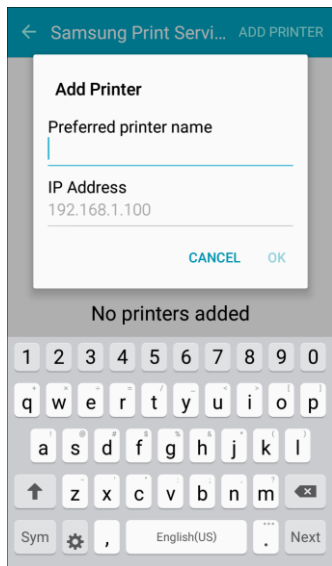 ← Samsung Print Servi... ADD PRINTER
Add Printer
Preferred printer name
IP Address
192.168.1.100
CANCEL OK
No printers added
1 2 3 4 5 6 7 8 9 0
q w e r t y u i o p
a s d f g h j k l
z x c v b n m
Sym , English(US) . Next